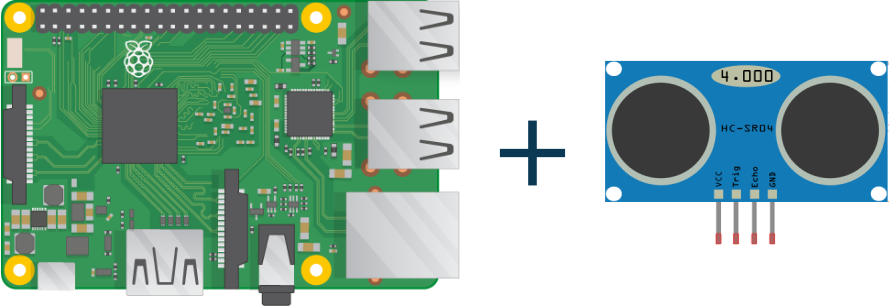 4.000
HC-SR04
VCC
Trig
Echo
GND